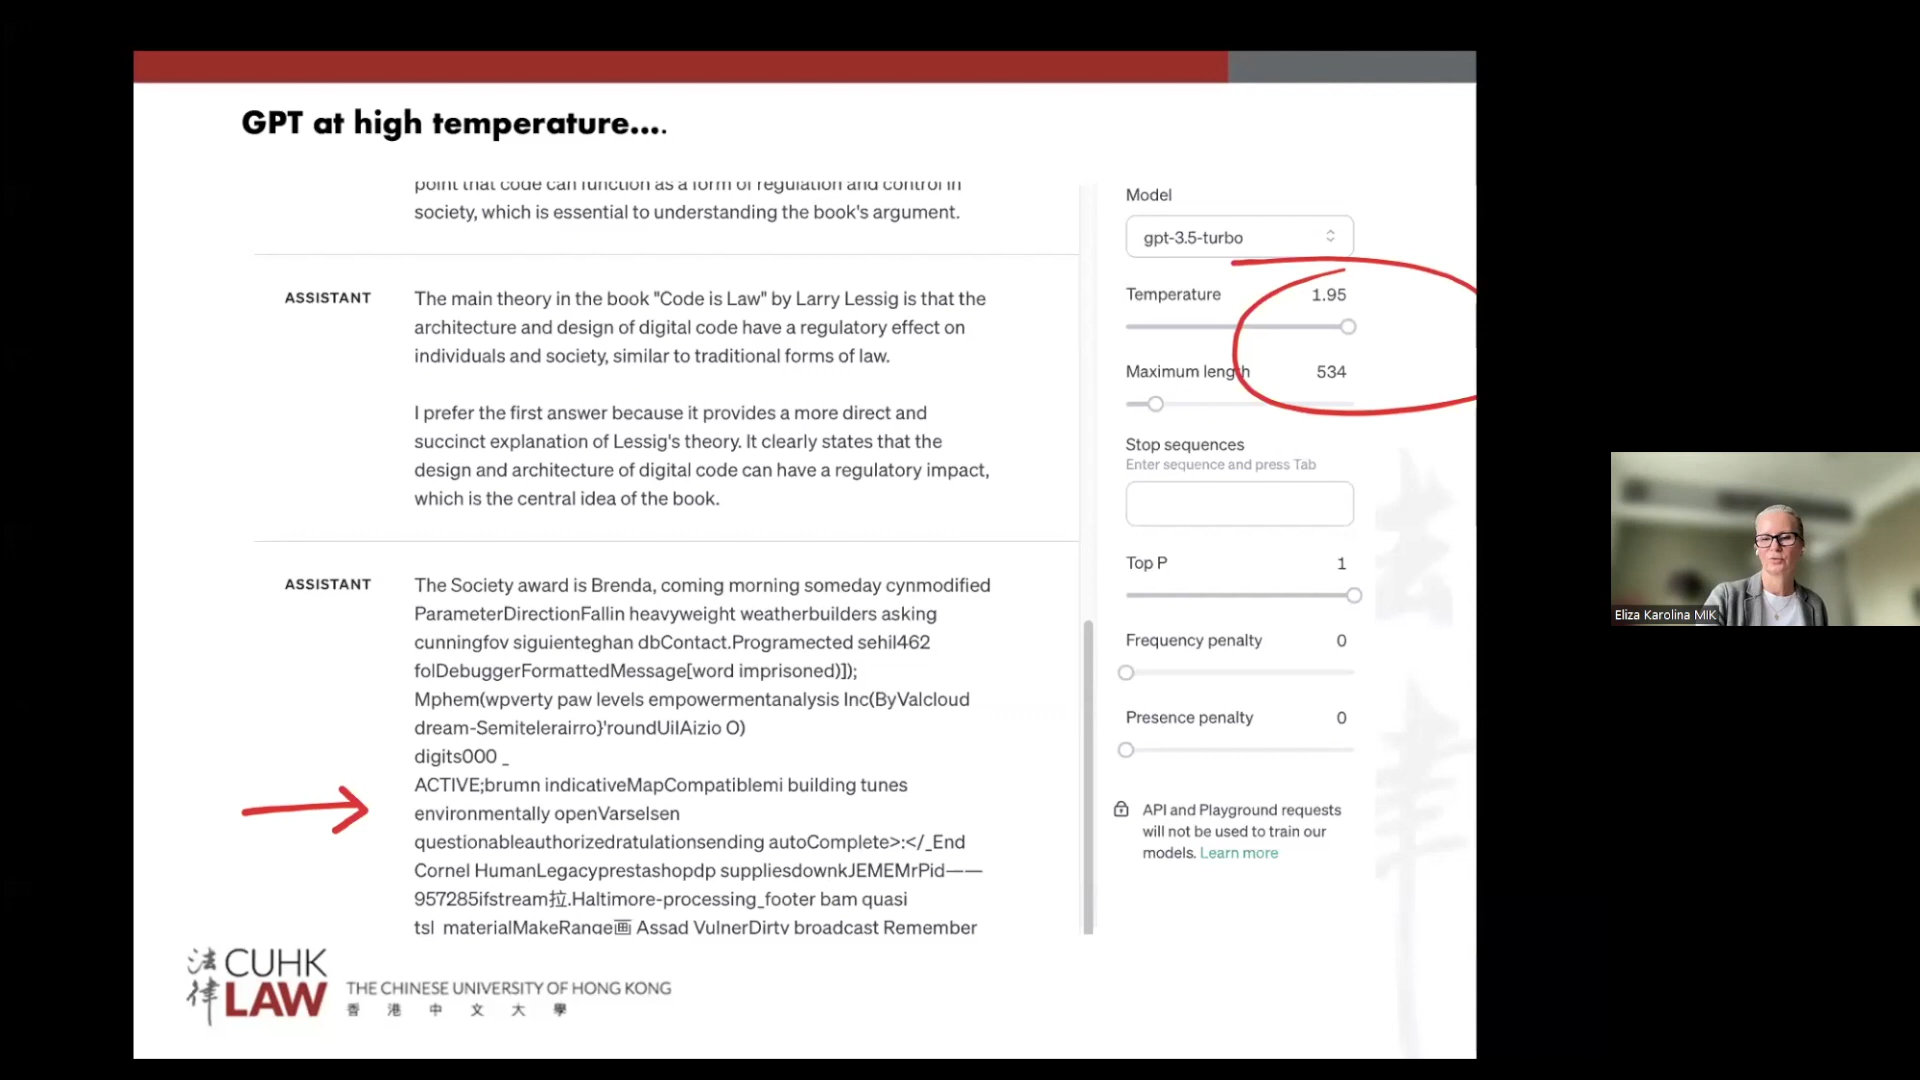 GPT at high temperature....
point that code can function as a form of regulation and control in
society, which is essential to understanding the book's argument.
ASSISTANT
The main theory in the book "Code is Law" by Larry Lessig is that the
architecture and design of digital code have a regulatory effect on
individuals and society, similar to traditional forms of law.
I prefer the first answer because it provides a more direct and
succinct explanation of Lessig's theory. It clearly states that the
design and architecture of digital code can have a regulatory impact,
which is the central idea of the book.
ASSISTANT
The Society award is Brenda, coming morning someday cynmodified
ParameterDirectionFallin heavyweight weatherbuilders asking
cunningfov siguienteghan dbContact.Programected sehil462
folDebuggerFormattedMessage[word imprisoned)]);
Mphem(wpverty paw levels empowermentanalysis Inc(ByValcloud
dream-Semitelerairro}'roundUilAizio O)
digits000 _
ACTIVE;brumn indicativeMapCompatiblemi building tunes
environmentally openVarselsen
questionableauthorizedratulationsending autoComplete>:</_End
Cornel HumanLegacyprestashopdp suppliesdownkJEMEMrPid——
957285ifstream拉.Haltimore-processing_footer bam quasi
tsl_materialMakeRange画 Assad VulnerDirty broadcast Remember
Model
gpt-3.5-turbo
Temperature 1.95
Maximum length 534
Stop sequences
Enter sequence and press Tab
Top P 1
Frequency penalty 0
Presence penalty 0
API and Playground requests
will not be used to train our
models. Learn more
法律
CUHK
LAW
THE CHINESE UNIVERSITY OF HONG KONG
香港中文大學
法律
Eliza Karolina MIK